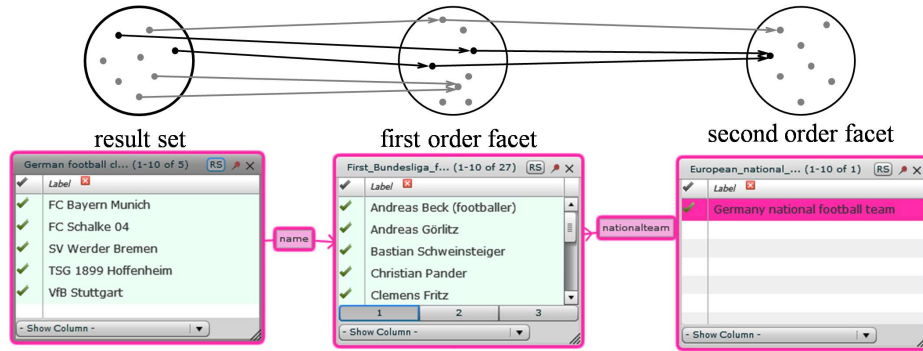 result set
first order facet
second order facet
German football cl... (1-10 of 5) RS
Label
FC Bayern Munich
FC Schalke 04
SV Werder Bremen
TSG 1899 Hoffenheim
VfB Stuttgart
- Show Column -
name
First_Bundesliga_f... (1-10 of 27) RS
Label
Andreas Beck (footballer)
Andreas Görlitz
Bastian Schweinsteiger
Christian Pander
Clemens Fritz
1 2 3
- Show Column -
nationalteam
European_national_... (1-10 of 1) RS
Label
Germany national football team
- Show Column -